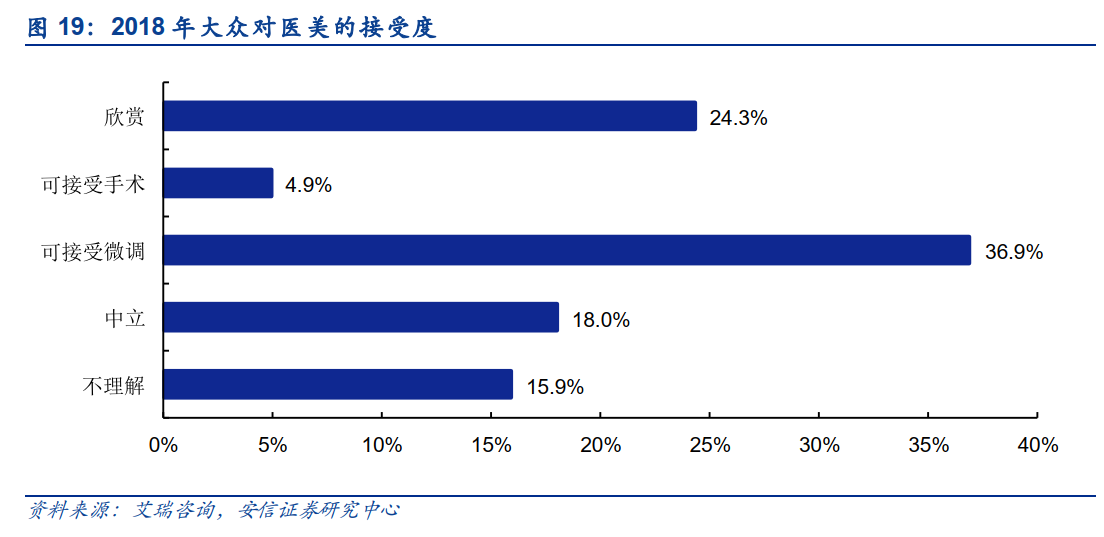 图 19：2018 年大众对医美的接受度
欣赏
24.3%
可接受手术
4.9%
可接受微调
36.9%
中立
18.0%
不理解
15.9%
0% 5% 10% 15% 20% 25% 30% 35% 40%
资料来源：艾瑞咨询，安信证券研究中心